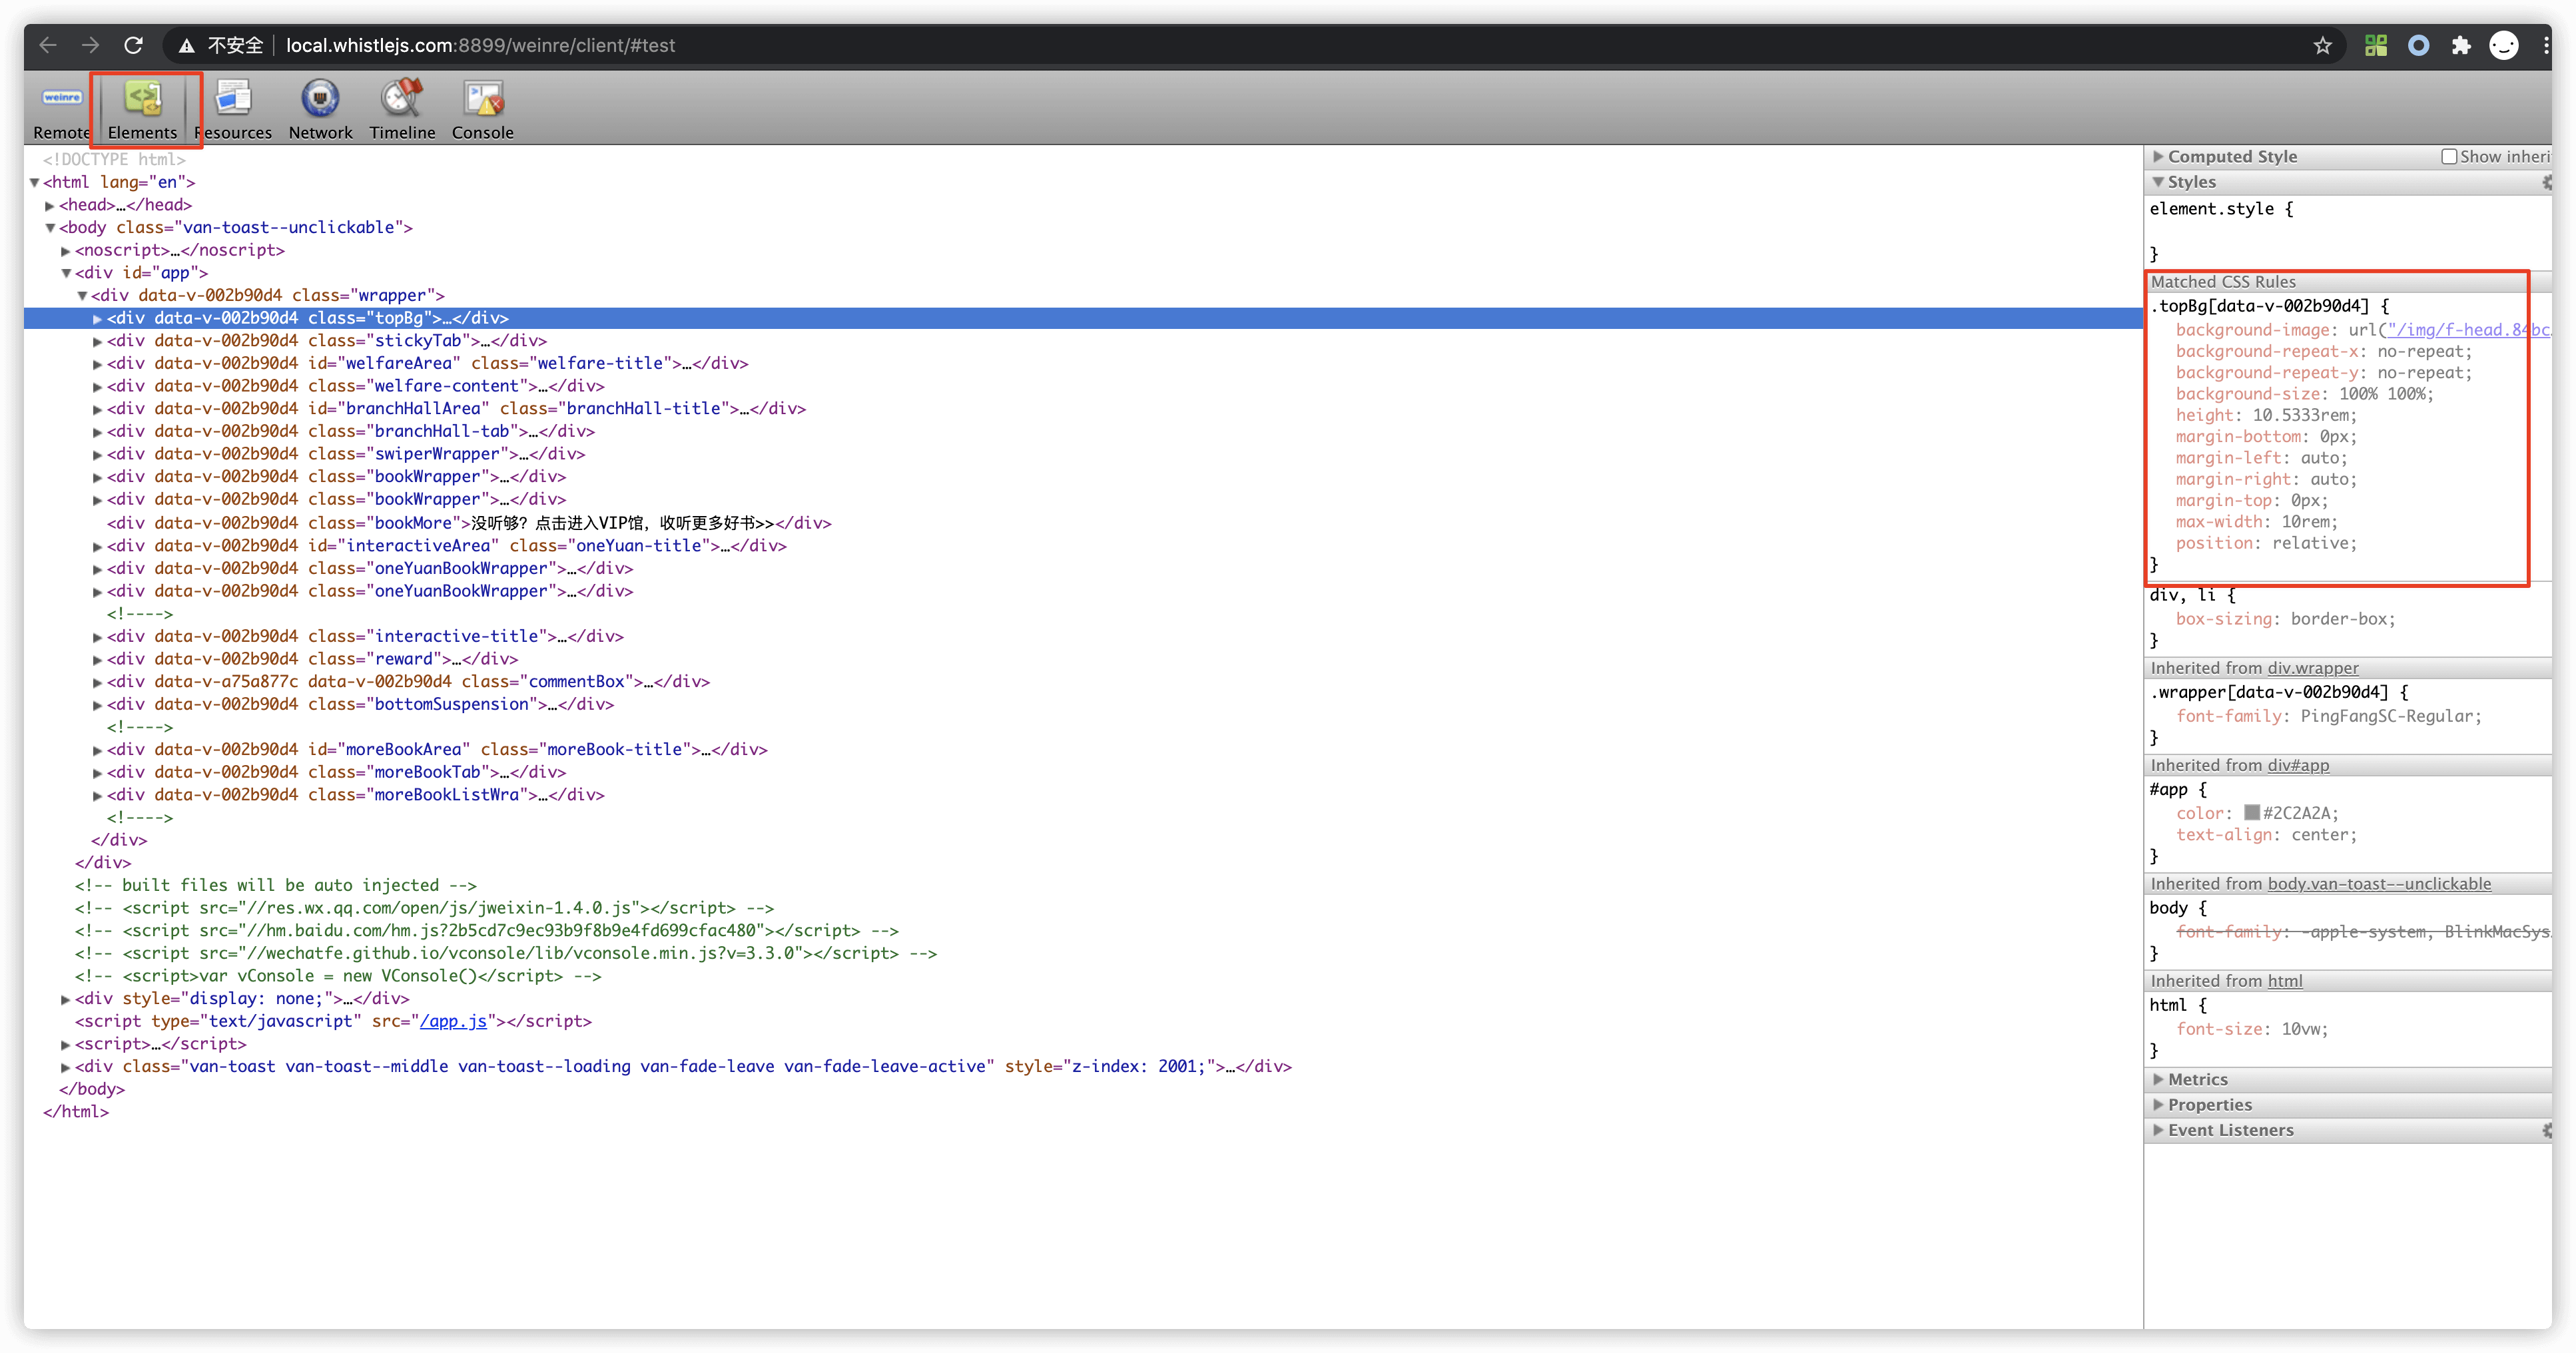 不安全 local.whistlejs.com:8899/weinre/client/#test
weinre
Remote Elements Resources Network Timeline Console
<!DOCTYPE html>
<html lang="en">
<head>…</head>
<body class="van-toast--unclickable">
<noscript>…</noscript>
<div id="app">
<div data-v-002b90d4 class="wrapper">
<div data-v-002b90d4 class="topBg">…</div>
<div data-v-002b90d4 class="stickyTab">…</div>
<div data-v-002b90d4 id="welfareArea" class="welfare-title">…</div>
<div data-v-002b90d4 class="welfare-content">…</div>
<div data-v-002b90d4 id="branchHallArea" class="branchHall-title">…</div>
<div data-v-002b90d4 class="branchHall-tab">…</div>
<div data-v-002b90d4 class="swiperWrapper">…</div>
<div data-v-002b90d4 class="bookWrapper">…</div>
<div data-v-002b90d4 class="bookWrapper">…</div>
<div data-v-002b90d4 class="bookMore">没听够? 点击进入VIP馆，收听更多好书>></div>
<div data-v-002b90d4 id="interactiveArea" class="oneYuan-title">…</div>
<div data-v-002b90d4 class="oneYuanBookWrapper">…</div>
<div data-v-002b90d4 class="oneYuanBookWrapper">…</div>
<!---->
<div data-v-002b90d4 class="interactive-title">…</div>
<div data-v-002b90d4 class="reward">…</div>
<div data-v-a75a877c data-v-002b90d4 class="commentBox">…</div>
<div data-v-002b90d4 class="bottomSuspension">…</div>
<!---->
<div data-v-002b90d4 id="moreBookArea" class="moreBook-title">…</div>
<div data-v-002b90d4 class="moreBookTab">…</div>
<div data-v-002b90d4 class="moreBookListWra">…</div>
<!---->
</div>
</div>
<!-- built files will be auto injected -->
<!-- <script src="//res.wx.qq.com/open/js/jweixin-1.4.0.js"></script> -->
<!-- <script src="//hm.baidu.com/hm.js?2b5cd7c9ec93b9f8b9e4fd699cfac480"></script> -->
<!-- <script src="//wechatfe.github.io/vconsole/lib/vconsole.min.js?v=3.3.0"></script> -->
<!-- <script>var vConsole = new VConsole()</script> -->
<div style="display: none;">…</div>
<script type="text/javascript" src="/app.js"></script>
<script>…</script>
<div class="van-toast van-toast--middle van-toast--loading van-fade-leave van-fade-leave-active" style="z-index: 2001;">…</div>
</body>
</html>
Computed Style Show inheri
Styles
element.style {
}
Matched CSS Rules
.topBg[data-v-002b90d4] {
background-image: url("/img/f-head.84bc
background-repeat-x: no-repeat;
background-repeat-y: no-repeat;
background-size: 100% 100%;
height: 10.5333rem;
margin-bottom: 0px;
margin-left: auto;
margin-right: auto;
margin-top: 0px;
max-width: 10rem;
position: relative;
}
div, li {
box-sizing: border-box;
}
Inherited from div.wrapper
.wrapper[data-v-002b90d4] {
font-family: PingFangSC-Regular;
}
Inherited from div#app
#app {
color: #2C2A2A;
text-align: center;
}
Inherited from body.van-toast--unclickable
body {
font-family: -apple-system, BlinkMacSys
}
Inherited from html
html {
font-size: 10vw;
}
Metrics
Properties
Event Listeners